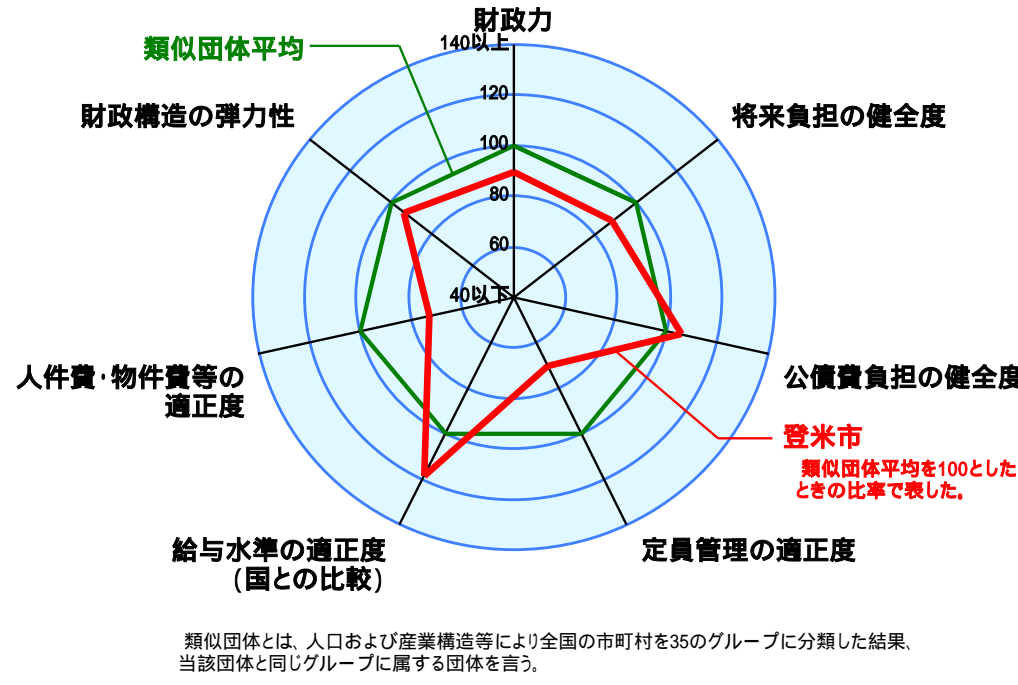 財政力
140以上
類似団体平均
120
財政構造の弾力性
将来負担の健全度
100
80
60
40以下
人件費・物件費等の
適正度
公債費負担の健全度
登米市
類似団体平均を100とした
ときの比率で表した。
給与水準の適正度
(国との比較)
定員管理の適正度
類似団体とは、人口および産業構造等により全国の市町村を35のグループに分類した結果、
当該団体と同じグループに属する団体を言う。